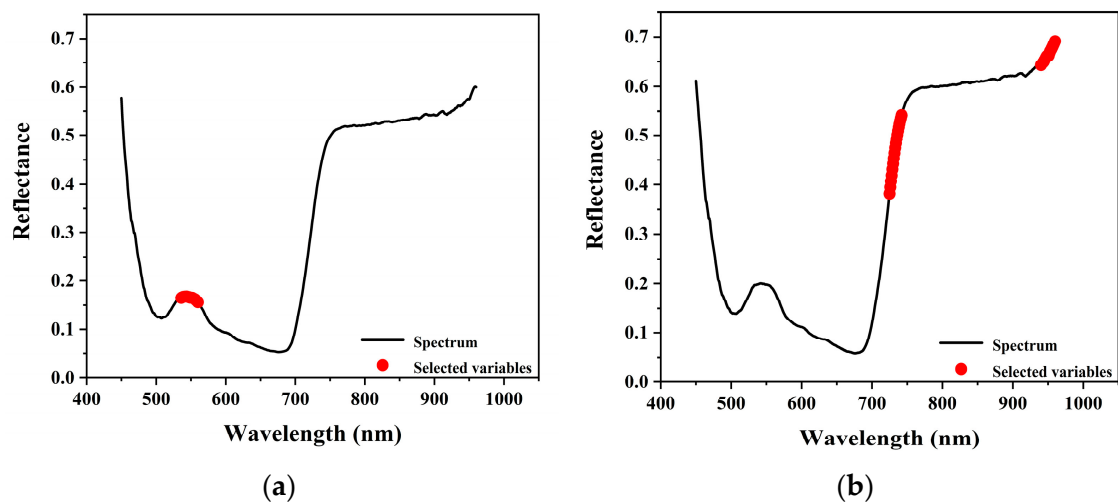 0.7
0.6
0.5
0.4
0.3
0.2
0.1
0.0
Reflectance
400 500 600 700 800 900 1000
Wavelength (nm)
Spectrum
Selected variables
(a)
0.7
0.6
0.5
0.4
0.3
0.2
0.1
0.0
Reflectance
400 500 600 700 800 900 1000
Wavelength (nm)
Spectrum
Selected variables
(b)